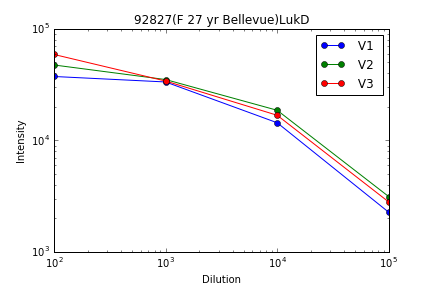 92827(F 27 yr Bellevue)LukD
10^5
10^4
10^3
Intensity
V1
V2
V3
10^2
10^3
10^4
10^5
Dilution